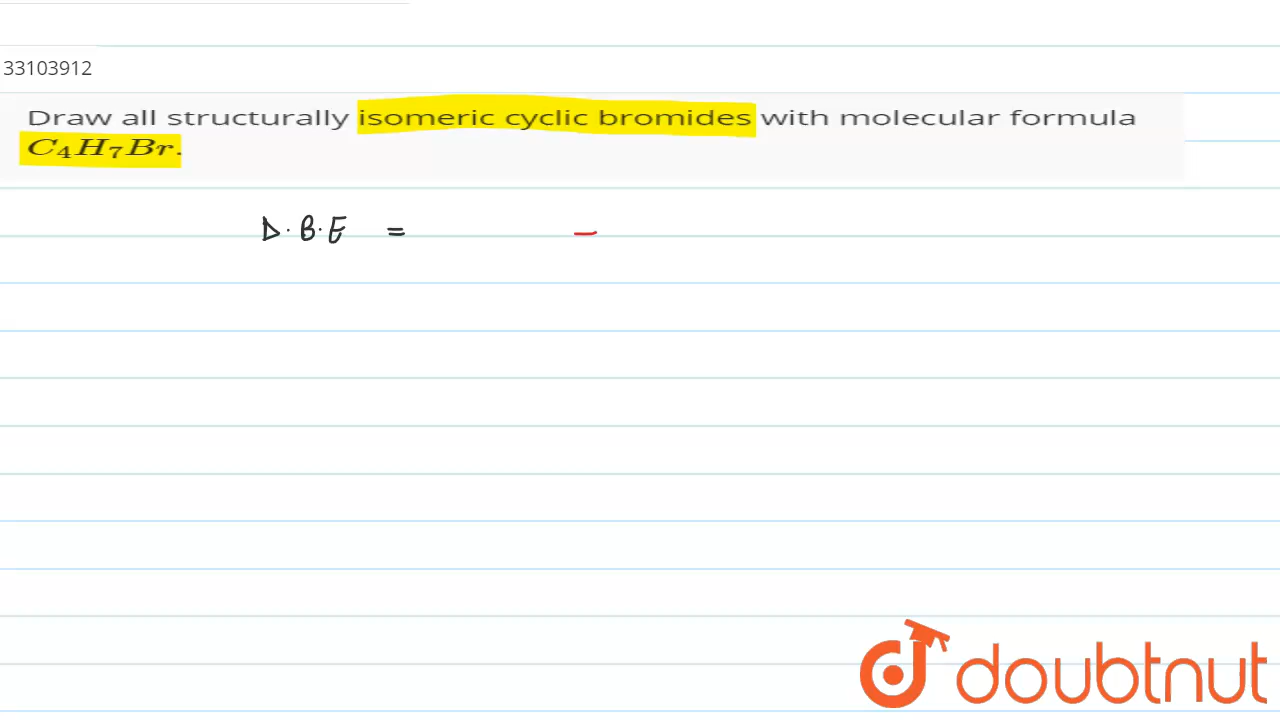 33103912
Draw all structurally isomeric cyclic bromides with molecular formula
C₄H₇Br.
D.B.E =
doubtnut